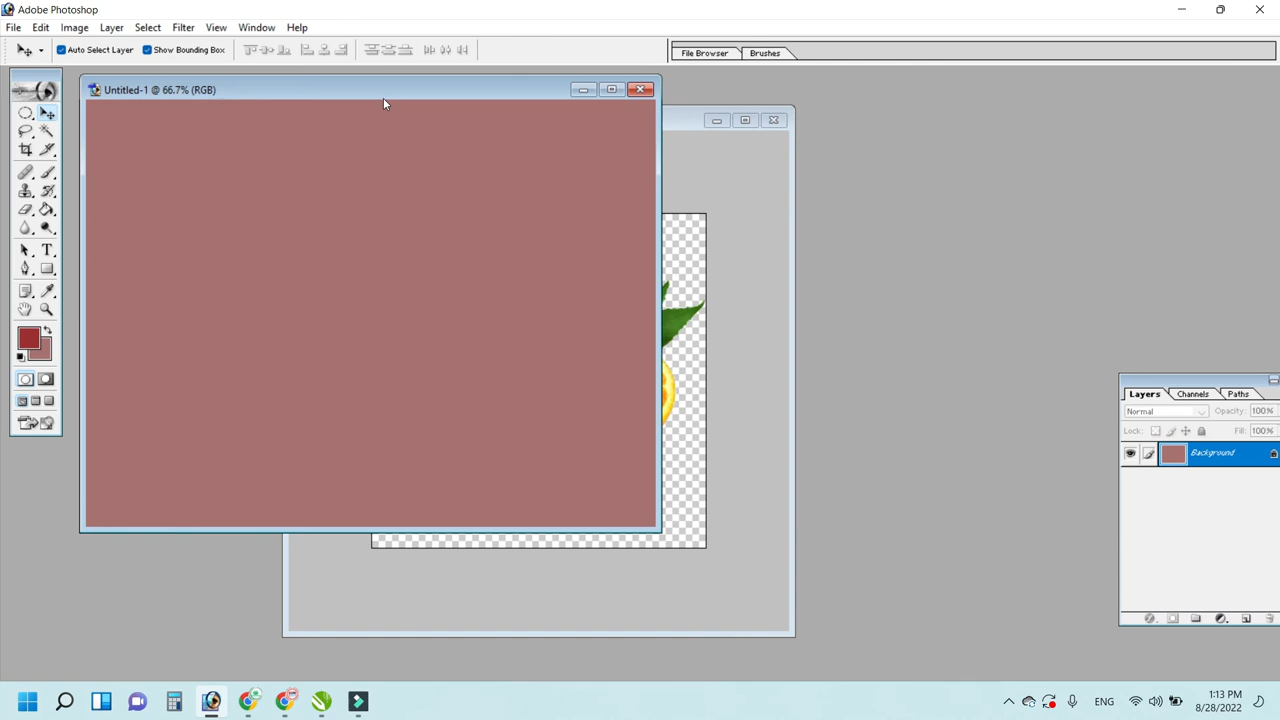 Adobe Photoshop
File Edit Image Layer Select Filter View Window Help
Auto Select Layer Show Bounding Box File Browser Brushes
Untitled-1 @ 66.7% (RGB)
T
Layers Channels Paths
Normal Opacity: 100%
Lock: Fill: 100%
Background
ENG 1:13 PM
8/28/2022